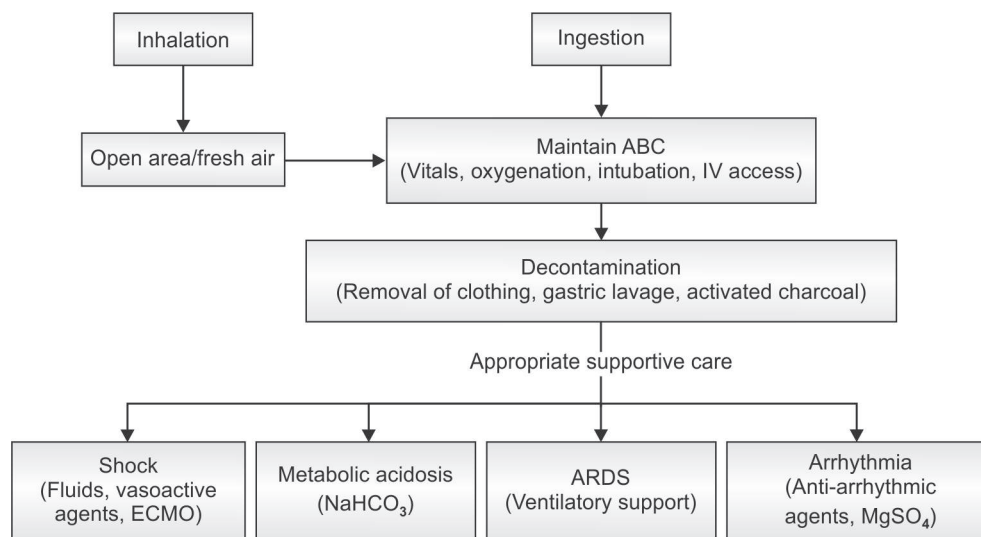 Inhalation
Ingestion
Open area/fresh air
Maintain ABC
(Vitals, oxygenation, intubation, IV access)
Decontamination
(Removal of clothing, gastric lavage, activated charcoal)
Appropriate supportive care
Shock
(Fluids, vasoactive
agents, ECMO)
Metabolic acidosis
(NaHCO₃)
ARDS
(Ventilatory support)
Arrhythmia
(Anti-arrhythmic
agents, MgSO₄)